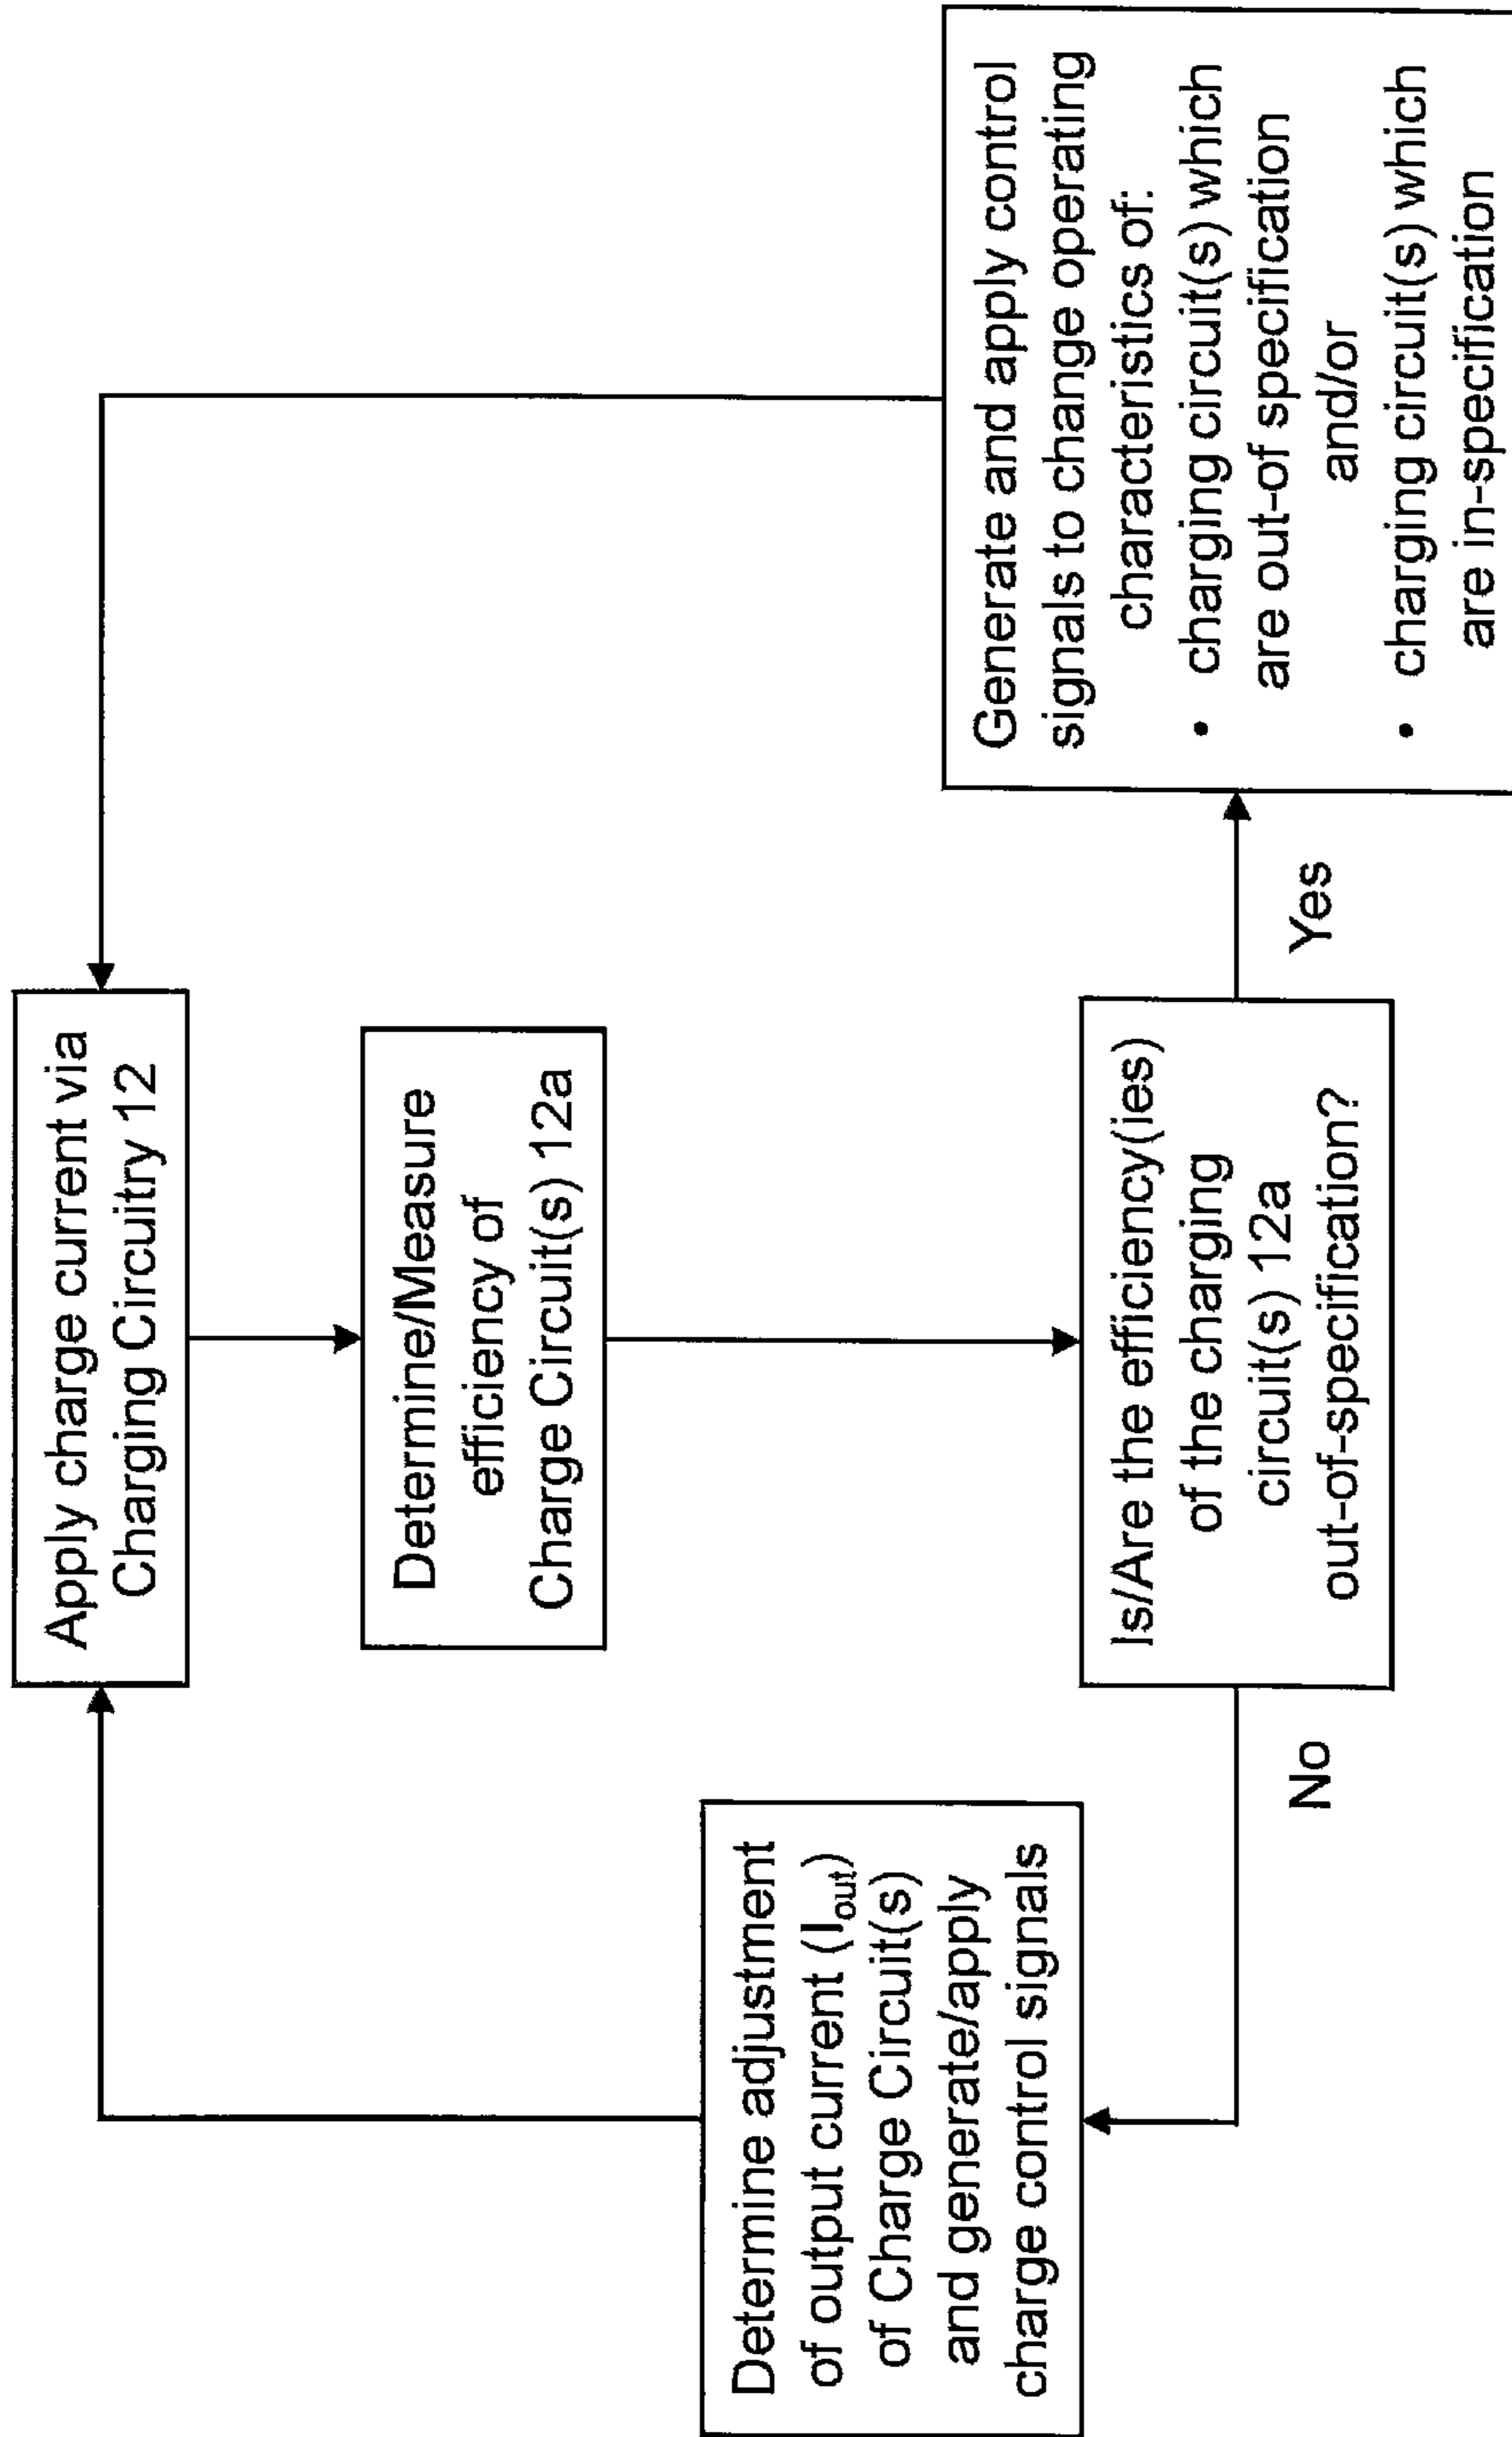 Apply charge current via
Charging Circuitry 12
Determine/Measure
efficiency of
Charge Circuit(s) 12a
Is/Are the efficiency(ies)
of the charging
circuit(s) 12a
out-of-specification?
No
Yes
Determine adjustment
of output current (Iout)
of Charge Circuit(s)
and generate/apply
charge control signals
Generate and apply control
signals to change operating
characteristics of:
• charging circuit(s) which
are out-of specification
and/or
• charging circuit(s) which
are in-specification